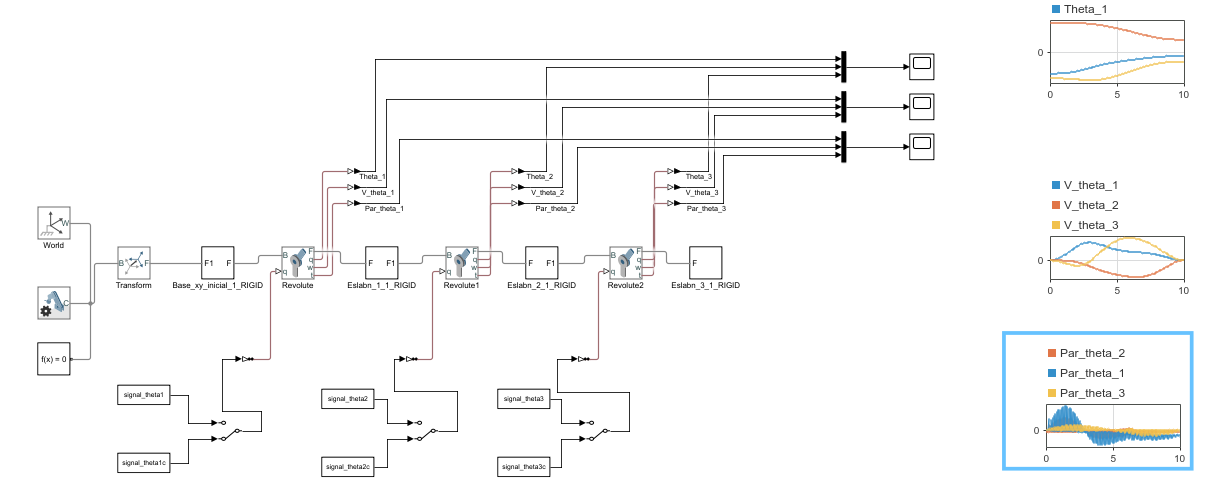 Theta_1
0
0 5 10
Theta_1
V_theta_1
Par_theta_1
Theta_2
V_theta_2
Par_theta_2
Theta_3
V_theta_3
Par_theta_3
V_theta_1
V_theta_2
V_theta_3
0
0 5 10
W
World
B F
Transform
F1 F
Base_xy_inicial_1_RIGID
B F
q q
w
t
Revolute
F F1
Eslabn_1_1_RIGID
B F
q q
w
t
Revolute1
F F1
Eslabn_2_1_RIGID
B F
q q
w
t
Revolute2
F
Eslabn_3_1_RIGID
C
f(x) = 0
signal_theta1
signal_theta1c
signal_theta2
signal_theta2c
signal_theta3
signal_theta3c
Par_theta_2
Par_theta_1
Par_theta_3
0
0 5 10